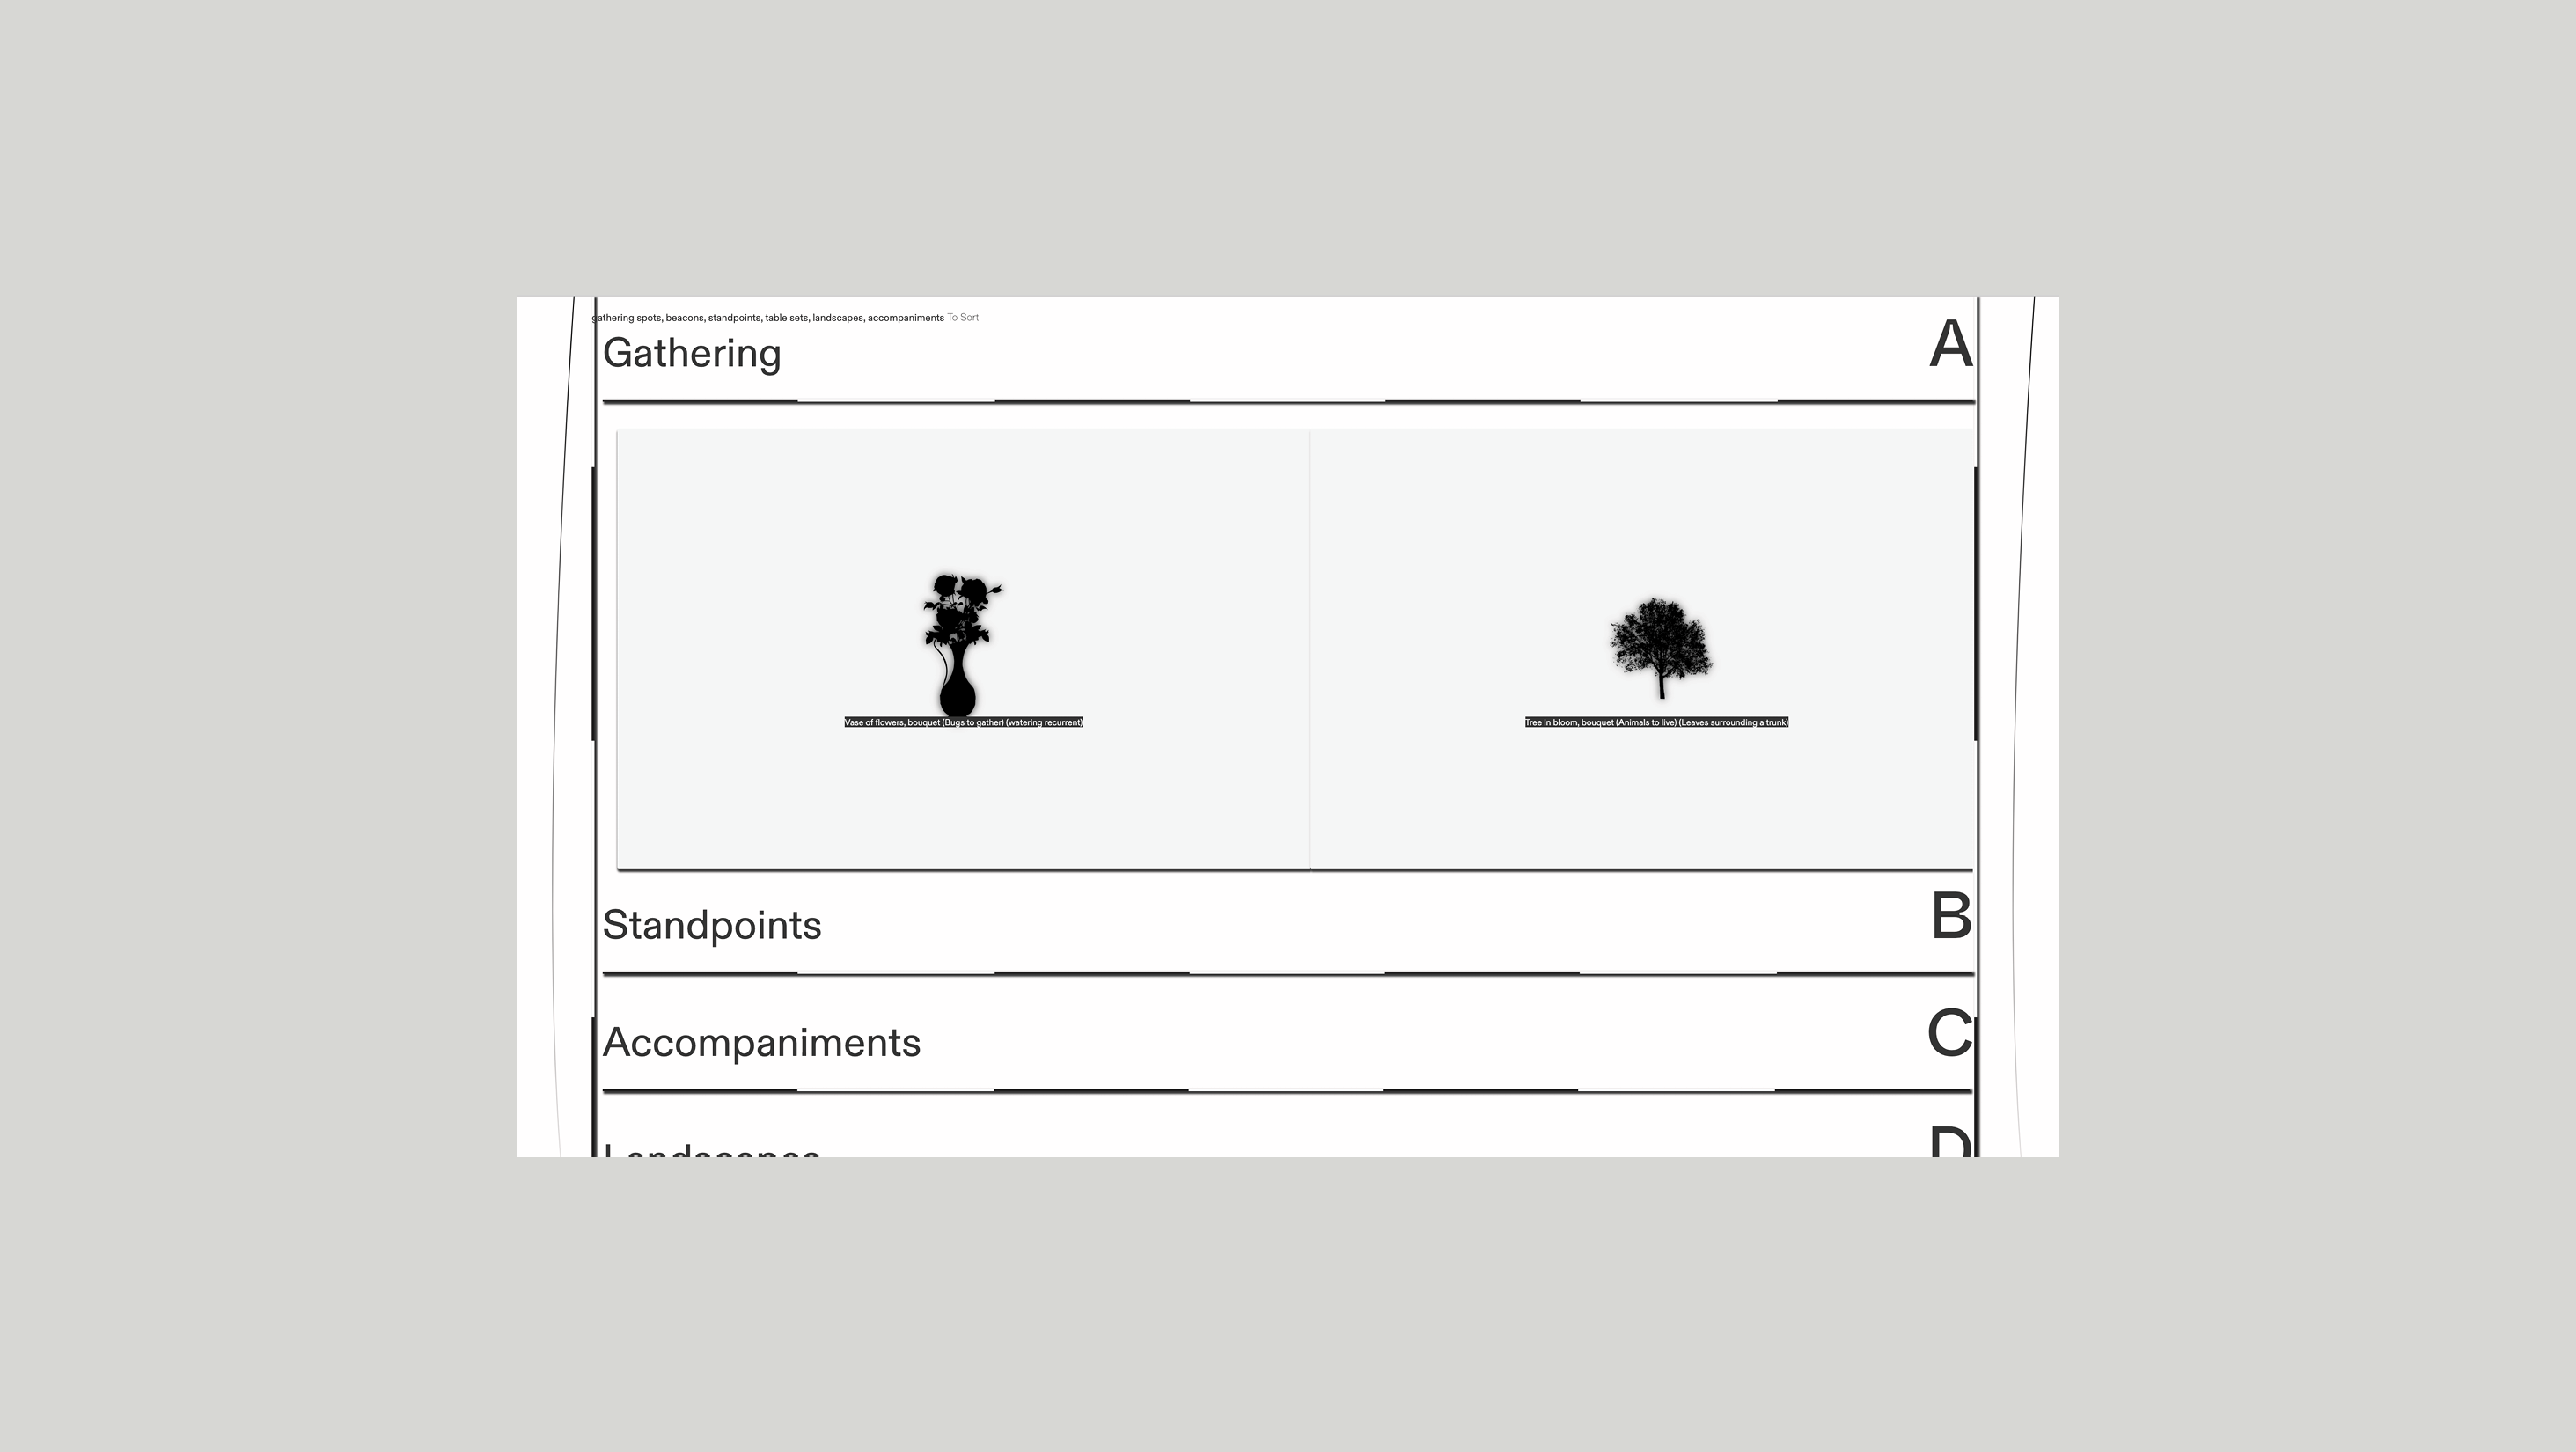 gathering spots, beacons, standpoints, table sets, landscapes, accompaniments To Sort
Gathering A
Vase of flowers, bouquet (Bugs to gather) (watering recurrent)
Tree in bloom, bouquet (Animals to live) (Leaves surrounding a trunk)
Standpoints B
Accompaniments C
Landscapes D